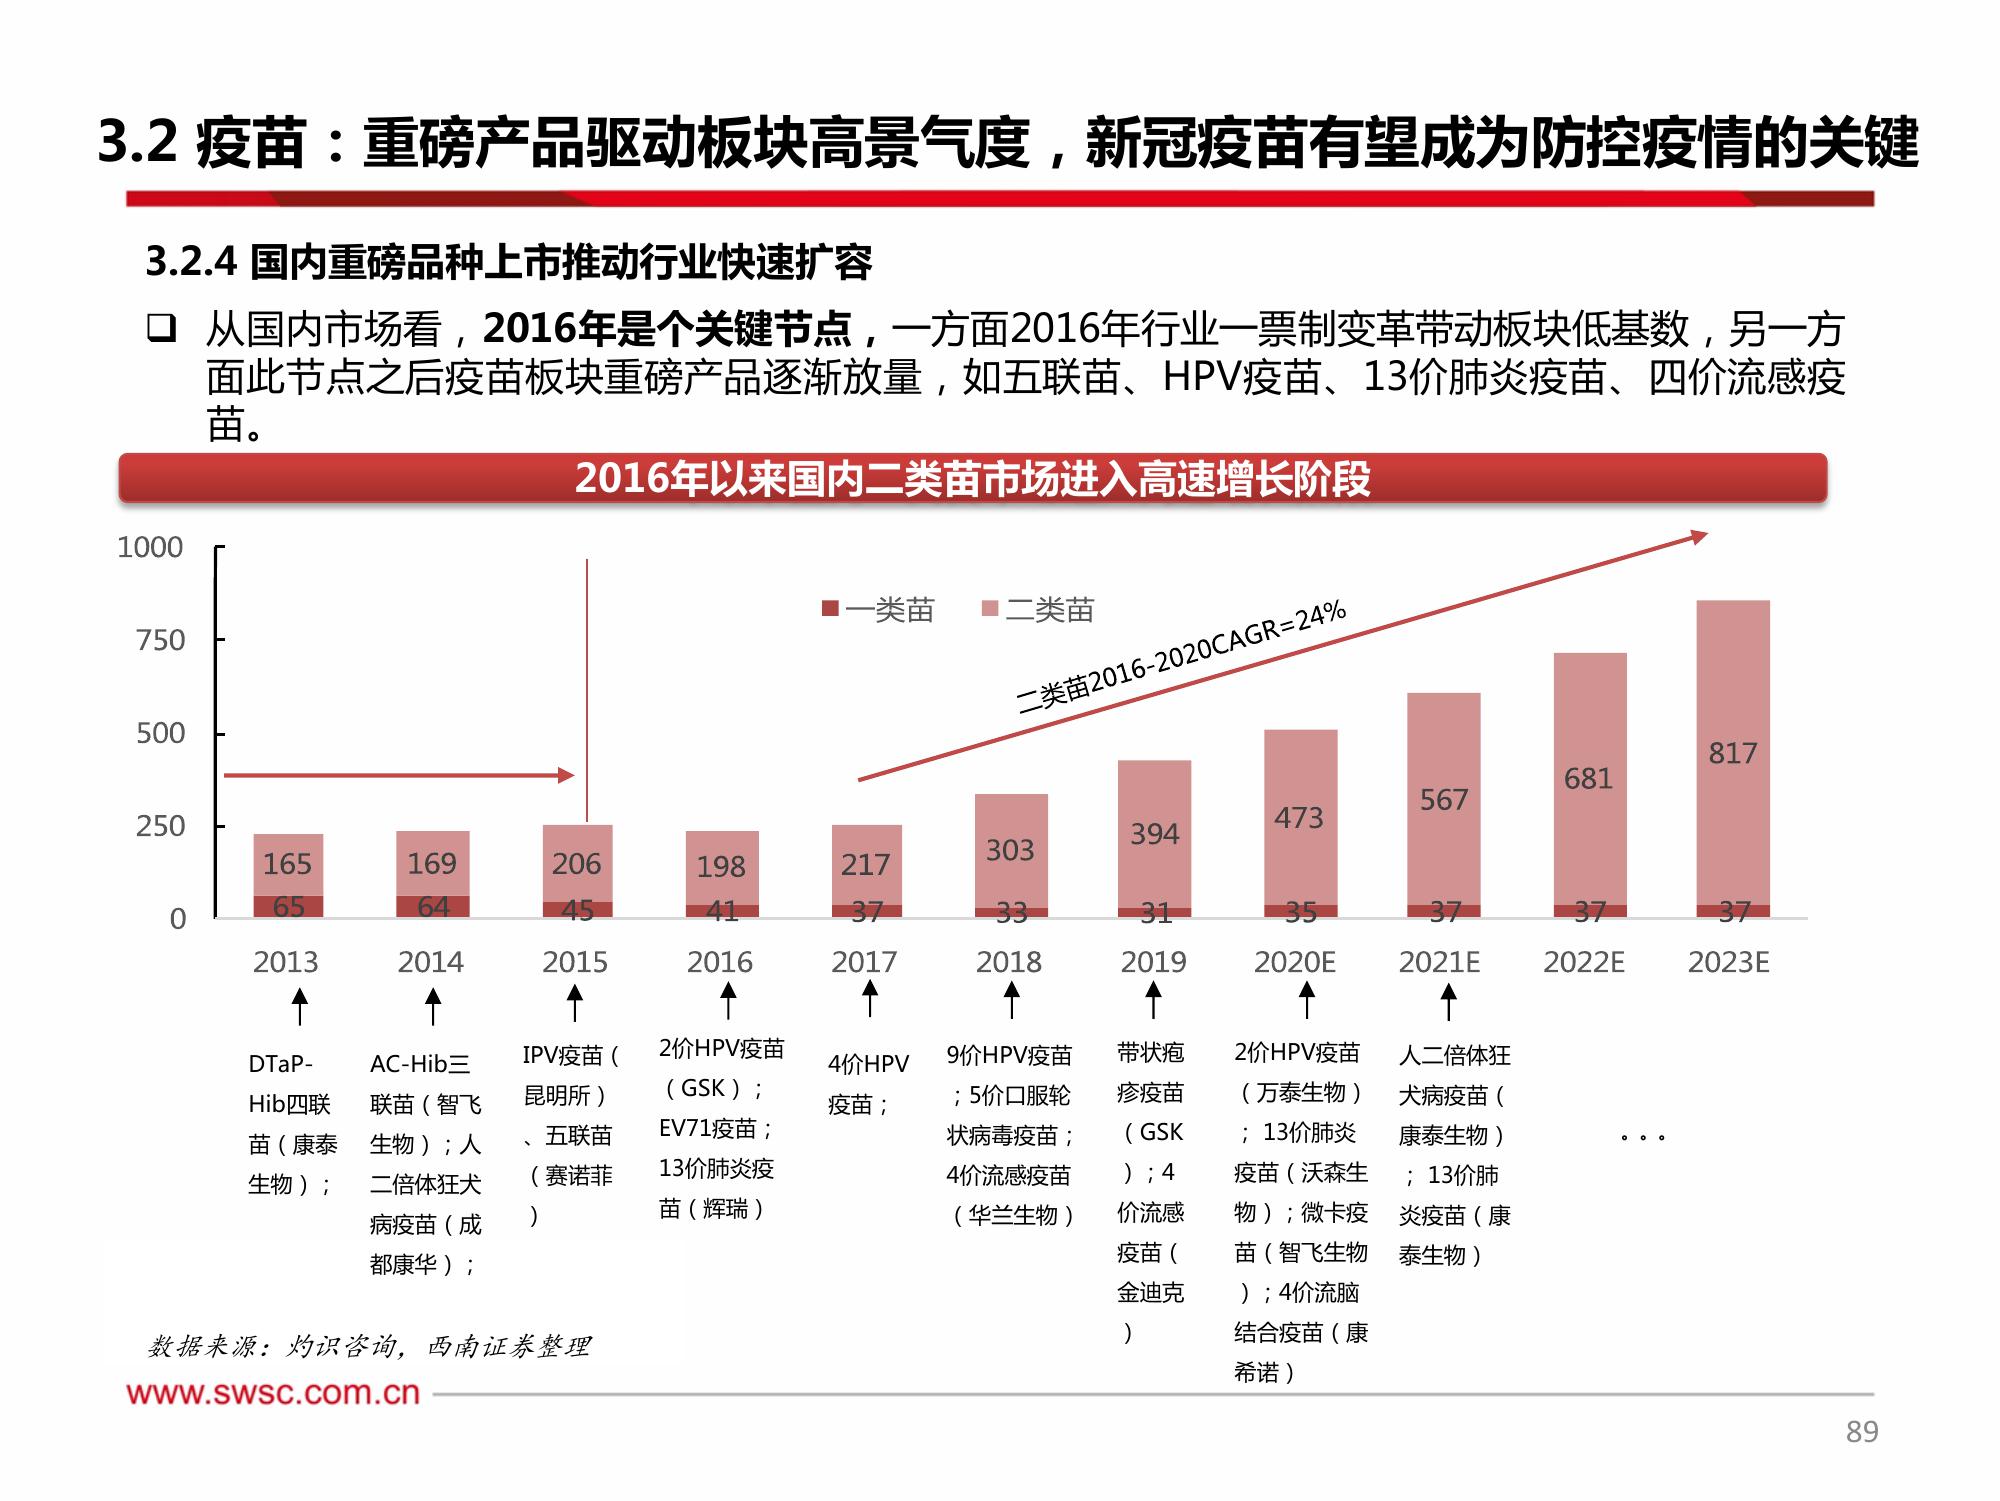 3.2 疫苗：重磅产品驱动板块高景气度，新冠疫苗有望成为防控疫情的关键
3.2.4 国内重磅品种上市推动行业快速扩容
❑ 从国内市场看，2016年是个关键节点，一方面2016年行业一票制变革带动板块低基数，另一方
面此节点之后疫苗板块重磅产品逐渐放量，如五联苗、HPV疫苗、13价肺炎疫苗、四价流感疫
苗。
2016年以来国内二类苗市场进入高速增长阶段
1000
750
500
250
0
一类苗 二类苗
二类苗2016-2020CAGR=24%
165 169 206 198 217 303 394 473 567 681 817
65 64 45 41 37 33 31 35 37 37 37
2013 2014 2015 2016 2017 2018 2019 2020E 2021E 2022E 2023E
DTaP-
Hib四联
苗（康泰
生物）；
AC-Hib三
联苗（智飞
生物）；人
二倍体狂犬
病疫苗（成
都康华）；
IPV疫苗（
昆明所）
、五联苗
（赛诺菲
）
2价HPV疫苗
（GSK）；
EV71疫苗；
13价肺炎疫
苗（辉瑞）
4价HPV
疫苗；
9价HPV疫苗
；5价口服轮
状病毒疫苗；
4价流感疫苗
（华兰生物）
带状疱
疹疫苗
（GSK
）；4
价流感
疫苗（
金迪克
）
2价HPV疫苗
（万泰生物）
；13价肺炎
疫苗（沃森生
物）；微卡疫
苗（智飞生物
）；4价流脑
结合疫苗（康
希诺）
人二倍体狂
犬病疫苗（
康泰生物）
；13价肺
炎疫苗（康
泰生物）
。。。
数据来源：灼识咨询，西南证券整理
www.swsc.com.cn
89